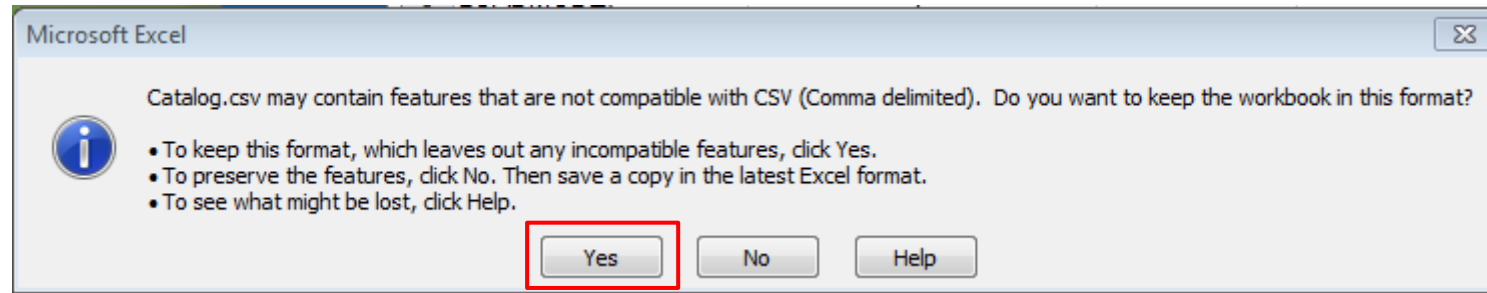 Microsoft Excel
Catalog.csv may contain features that are not compatible with CSV (Comma delimited).  Do you want to keep the workbook in this format?
• To keep this format, which leaves out any incompatible features, click Yes.
• To preserve the features, click No. Then save a copy in the latest Excel format.
• To see what might be lost, click Help.
Yes No Help